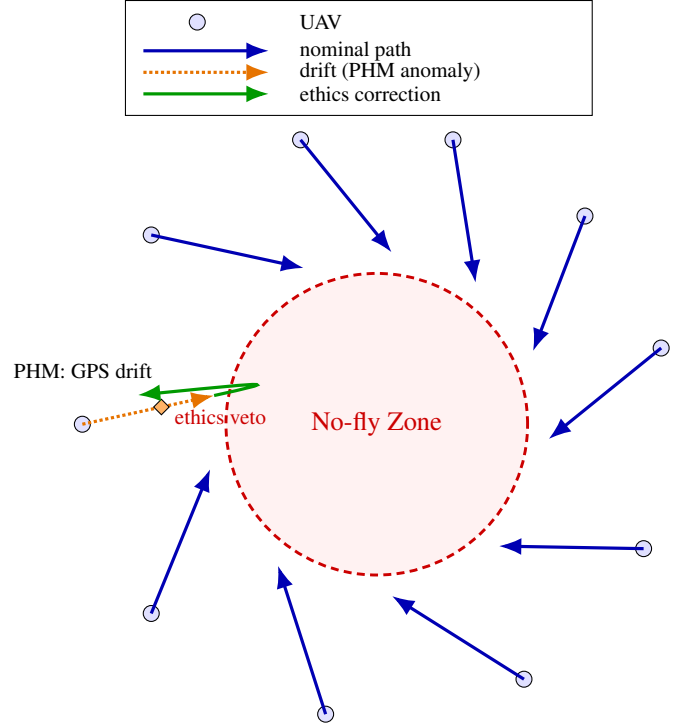 UAV
nominal path
drift (PHM anomaly)
ethics correction
PHM: GPS drift
ethics veto
No-fly Zone